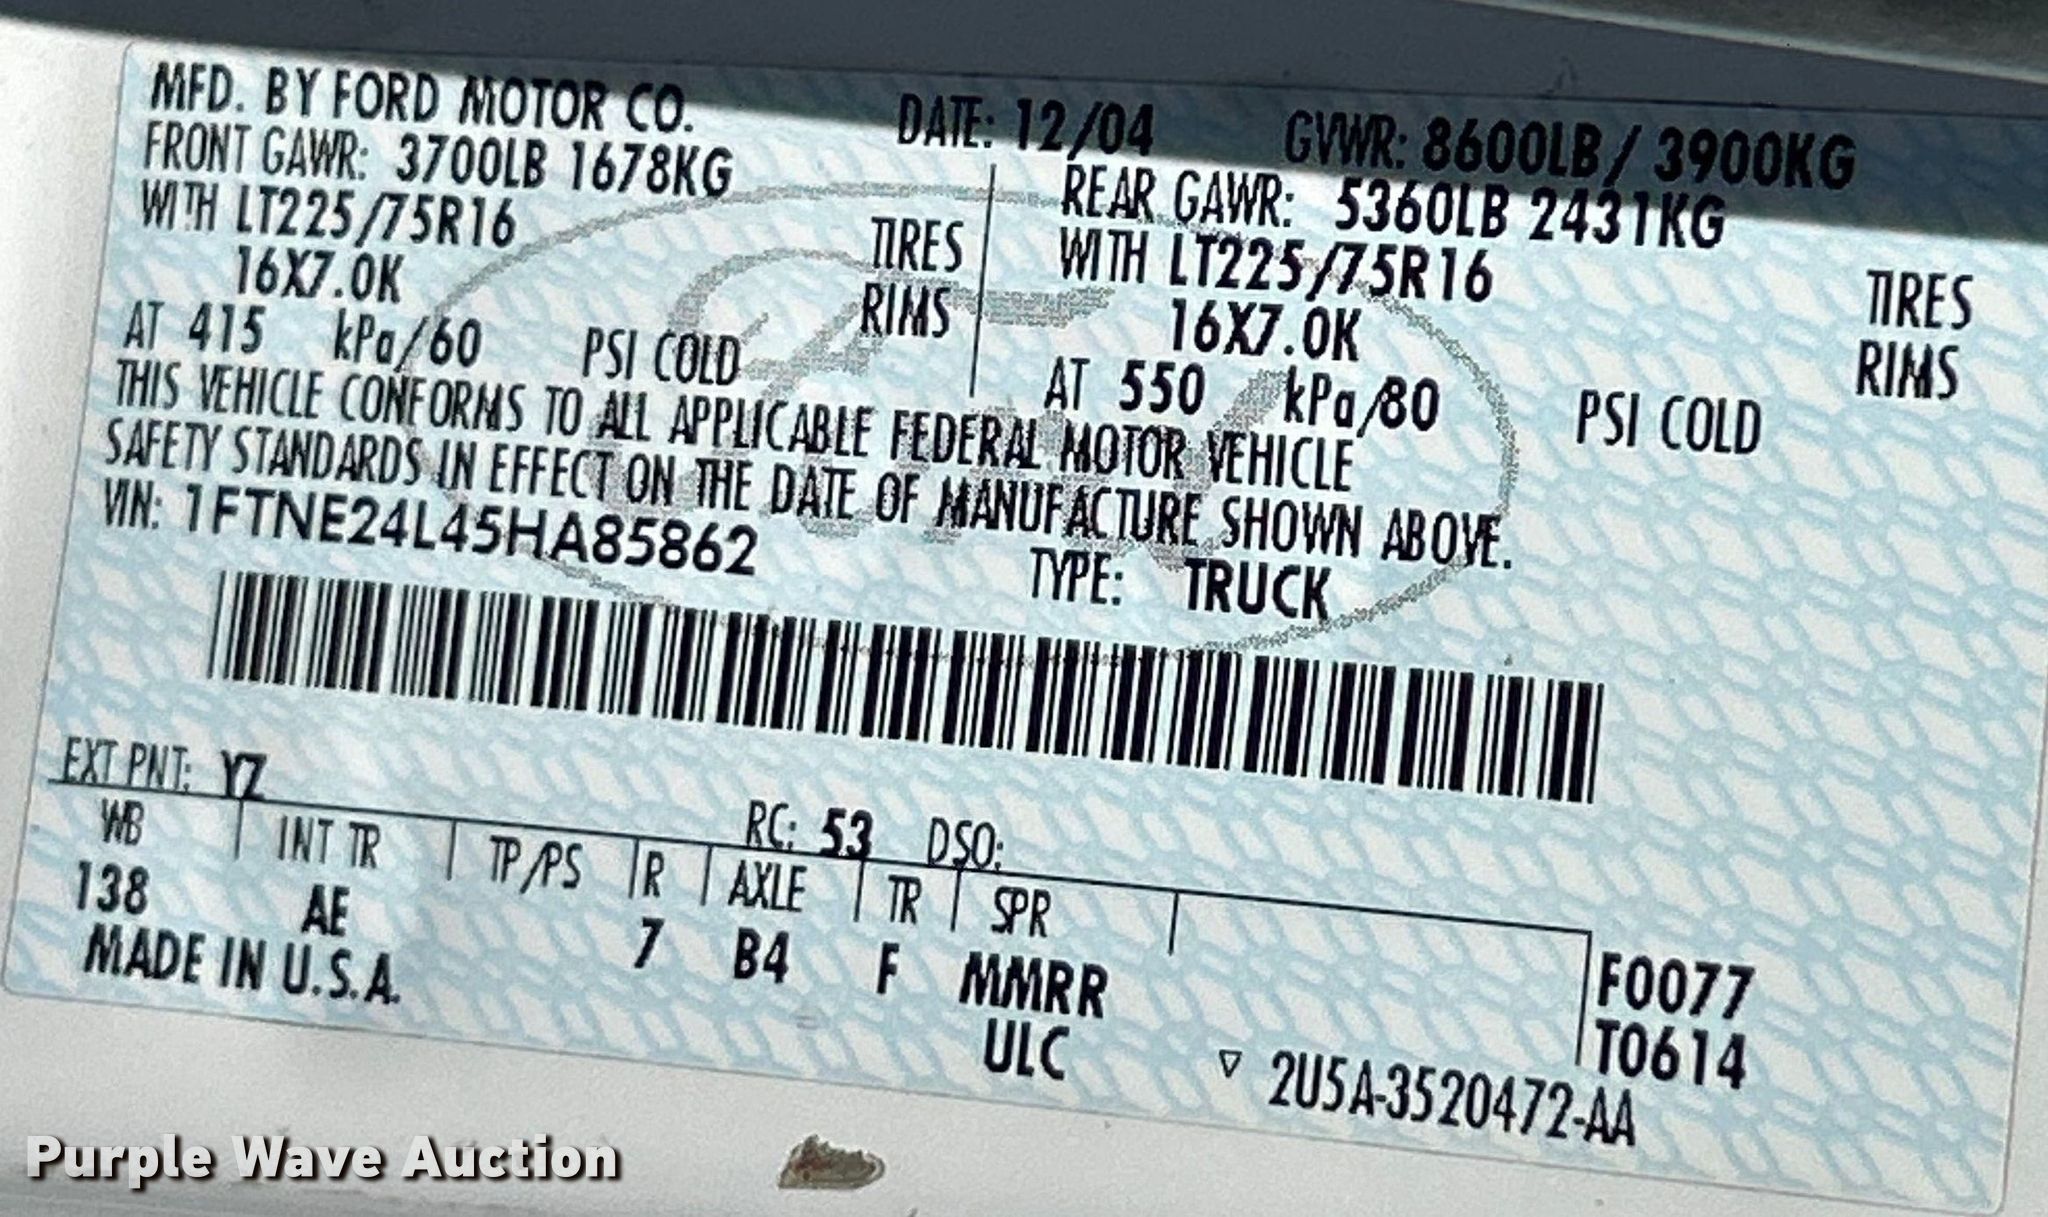 MFD. BY FORD MOTOR CO. DATE: 12/04 GVWR: 8600LB / 3900KG
FRONT GAWR: 3700LB 1678KG REAR GAWR: 5360LB 2431KG
WITH LT225/75R16 TIRES WITH LT225/75R16 TIRES
16X7.0K RIMS 16X7.0K RIMS
AT 415 kPa/60 PSI COLD AT 550 kPa/80 PSI COLD
THIS VEHICLE CONFORMS TO ALL APPLICABLE FEDERAL MOTOR VEHICLE
SAFETY STANDARDS IN EFFECT ON THE DATE OF MANUFACTURE SHOWN ABOVE.
VIN: 1FTNE24L45HA85862 TYPE: TRUCK
EXT PNT: YZ RC: 53 DSO:
WB INT TR TP/PS R AXLE TR SPR
138 AE 7 B4 F MMRR F0077
MADE IN U.S.A. ULC T0614
2U5A-3520472-AA
Purple Wave Auction